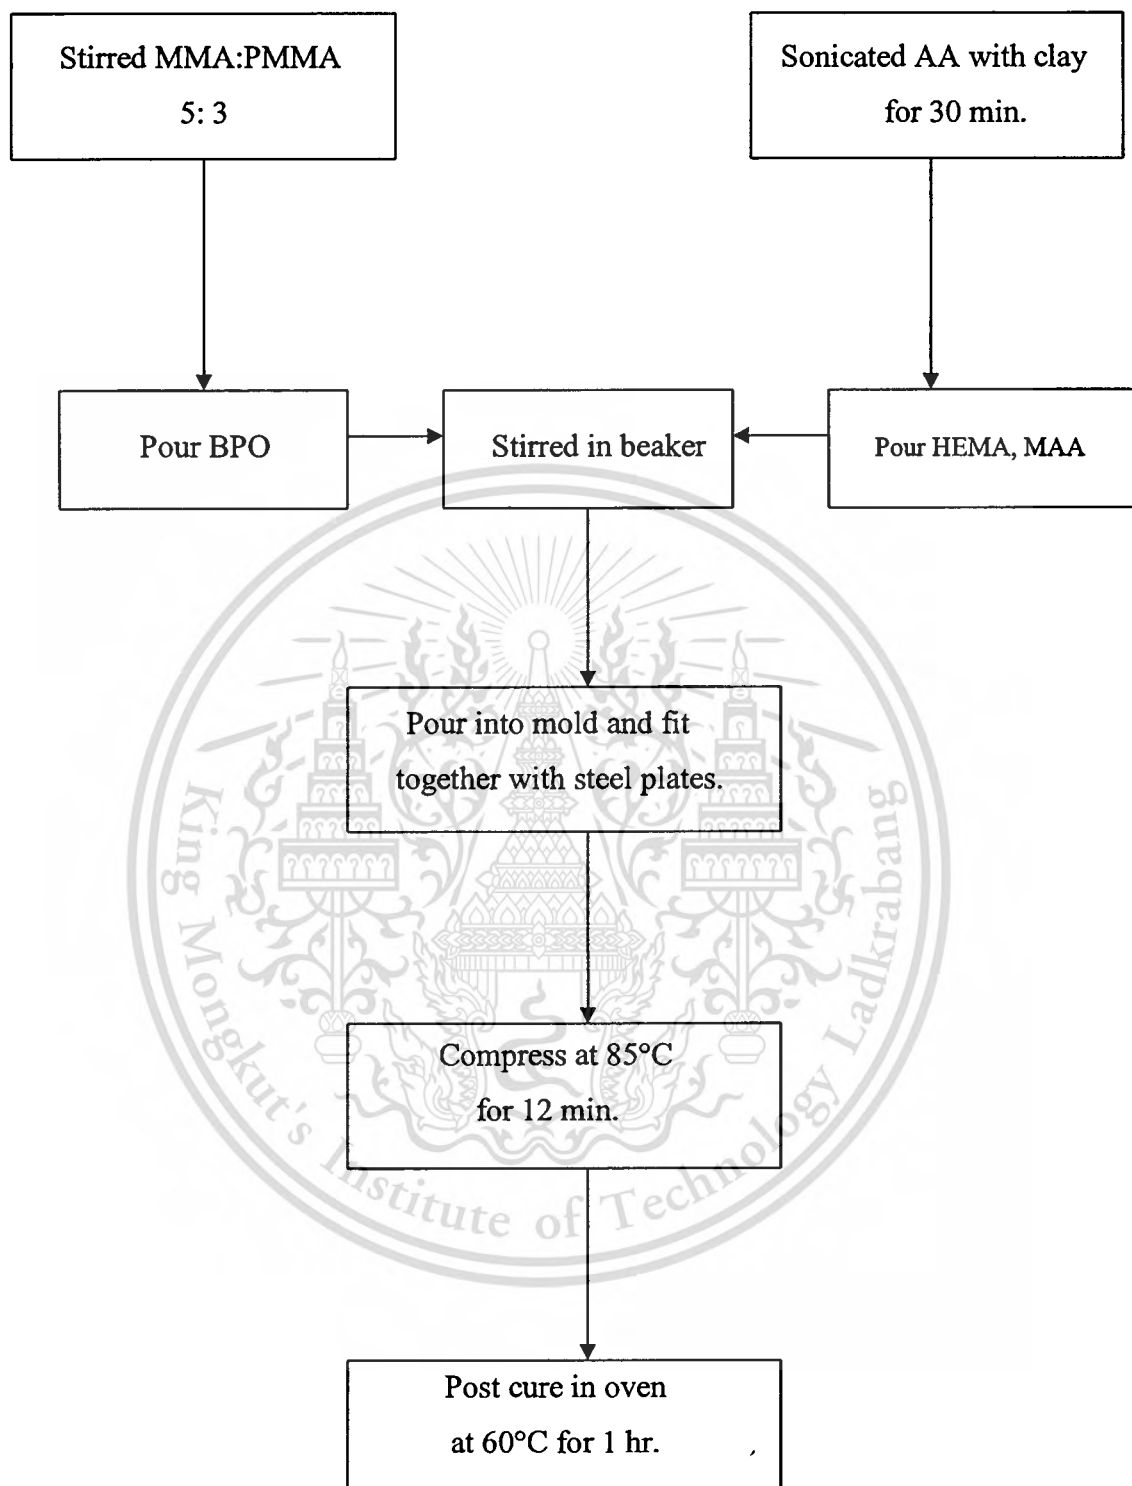 Stirred MMA:PMMA
5: 3
Sonicated AA with clay
for 30 min.
Pour BPO
Stirred in beaker
Pour HEMA, MAA
Pour into mold and fit
together with steel plates.
Compress at 85°C
for 12 min.
Post cure in oven
at 60°C for 1 hr.
King Mongkut's Institute of Technology Ladkrabang